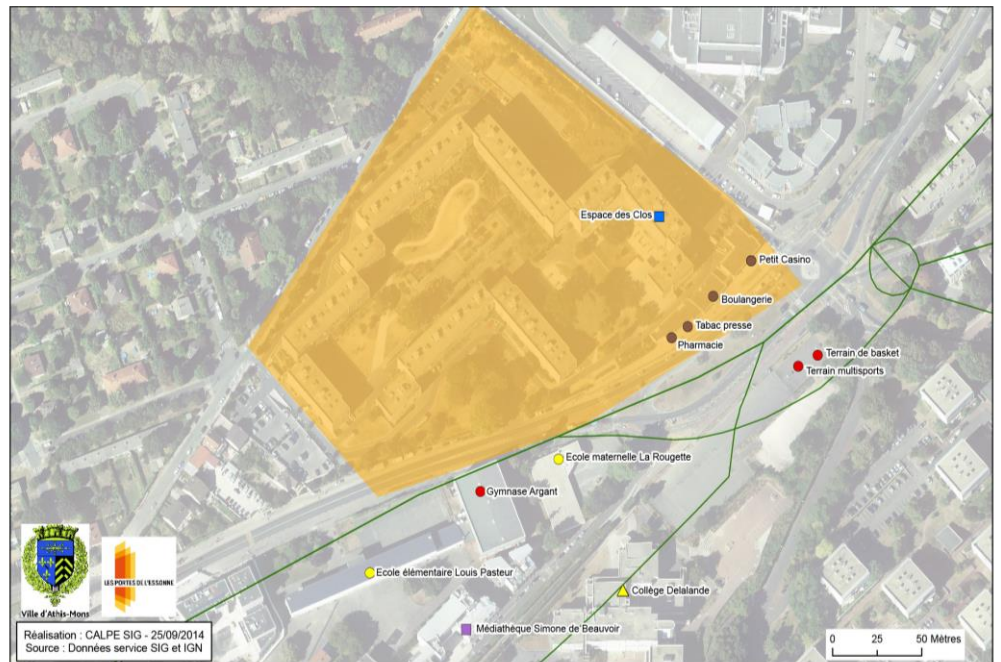 Espace des Clos
Petit Casino
Boulangerie
Tabac presse
Pharmacie
Terrain de basket
Terrain multisports
Ecole maternelle La Rougette
Gymnase Argant
Ecole élémentaire Louis Pasteur
Collège Delalande
Médiathèque Simone de Beauvoir
LES PORTES DE L'ESSONNE
Ville d'Athis-Mons
Réalisation : CALPE SIG - 25/09/2014
Source : Données service SIG et IGN
0 25 50 Mètres